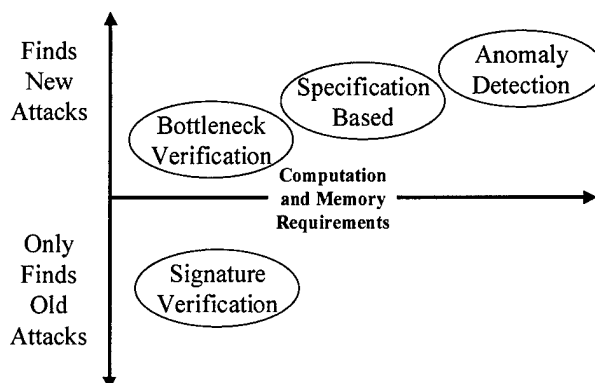 Finds
New
Attacks
Anomaly
Detection
Specification
Based
Bottleneck
Verification
Computation
and Memory
Requirements
Only
Finds
Old
Attacks
Signature
Verification